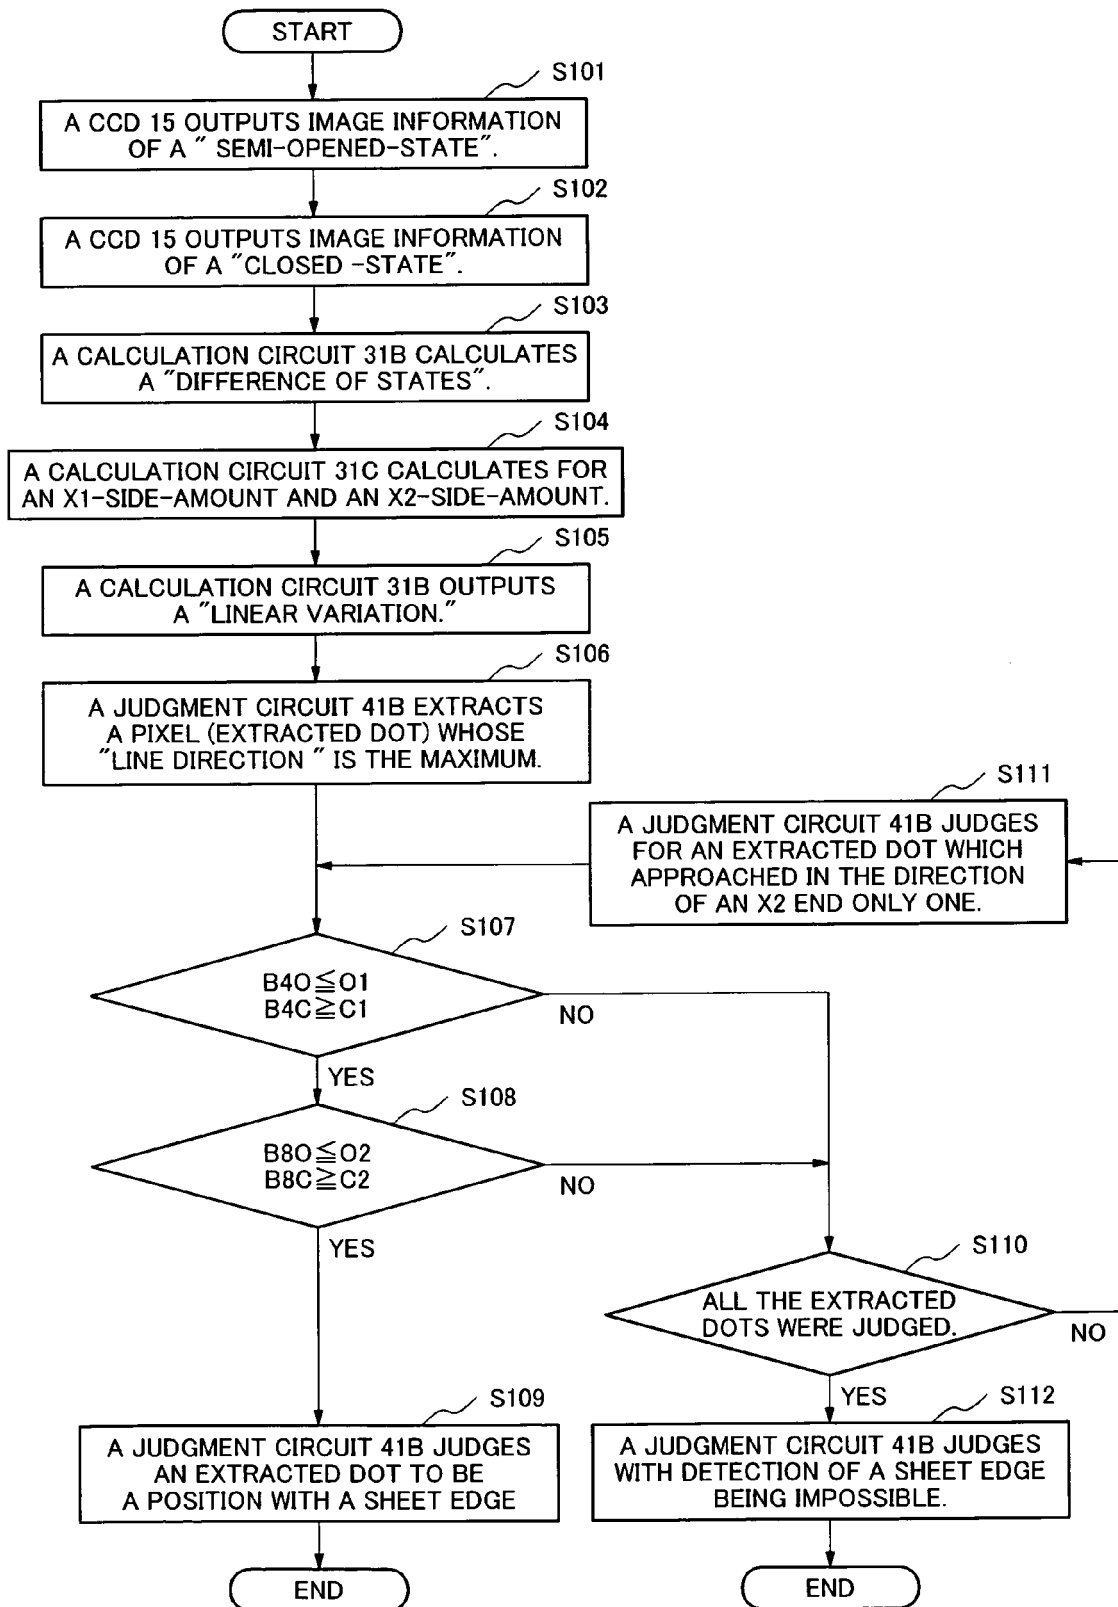 START
S101
A CCD 15 OUTPUTS IMAGE INFORMATION
OF A " SEMI-OPENED-STATE".
S102
A CCD 15 OUTPUTS IMAGE INFORMATION
OF A "CLOSED -STATE".
S103
A CALCULATION CIRCUIT 31B CALCULATES
A "DIFFERENCE OF STATES".
S104
A CALCULATION CIRCUIT 31C CALCULATES FOR
AN X1-SIDE-AMOUNT AND AN X2-SIDE-AMOUNT.
S105
A CALCULATION CIRCUIT 31B OUTPUTS
A "LINEAR VARIATION."
S106
A JUDGMENT CIRCUIT 41B EXTRACTS
A PIXEL (EXTRACTED DOT) WHOSE
"LINE DIRECTION " IS THE MAXIMUM.
S111
A JUDGMENT CIRCUIT 41B JUDGES
FOR AN EXTRACTED DOT WHICH
APPROACHED IN THE DIRECTION
OF AN X2 END ONLY ONE.
S107
B4O≦O1
B4C≧C1
NO
YES
S108
B8O≦O2
B8C≧C2
NO
YES
S110
ALL THE EXTRACTED
DOTS WERE JUDGED.
NO
YES
S109
A JUDGMENT CIRCUIT 41B JUDGES
AN EXTRACTED DOT TO BE
A POSITION WITH A SHEET EDGE
S112
A JUDGMENT CIRCUIT 41B JUDGES
WITH DETECTION OF A SHEET EDGE
BEING IMPOSSIBLE.
END
END